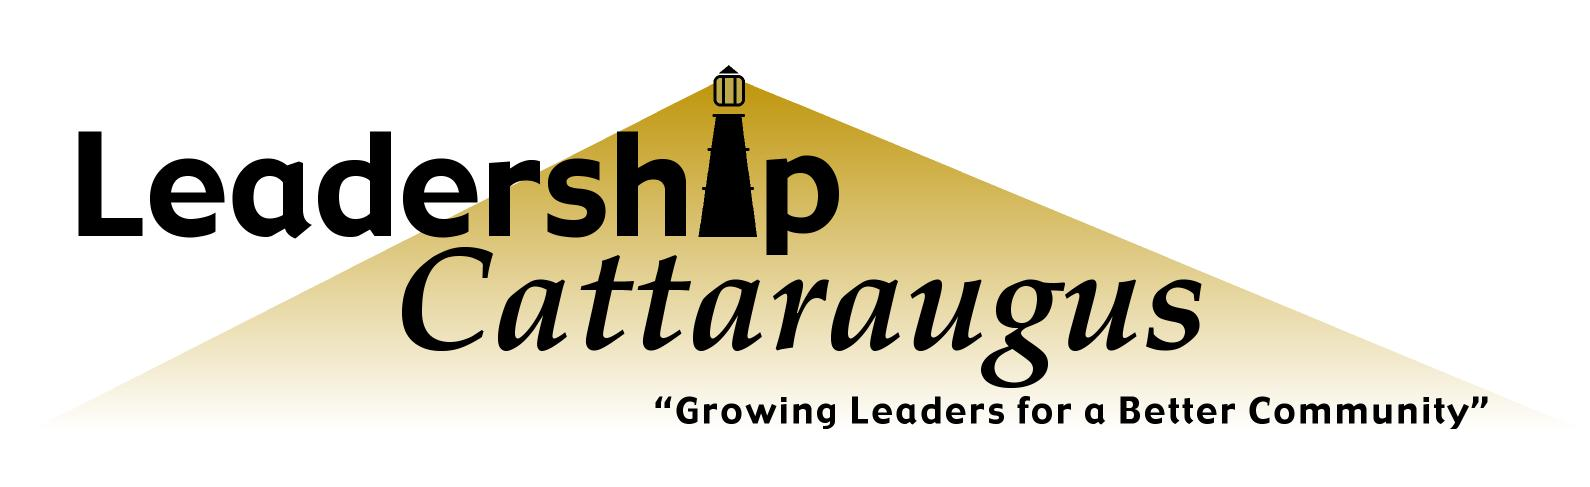 Leadership
Cattaraugus
“Growing Leaders for a Better Community”